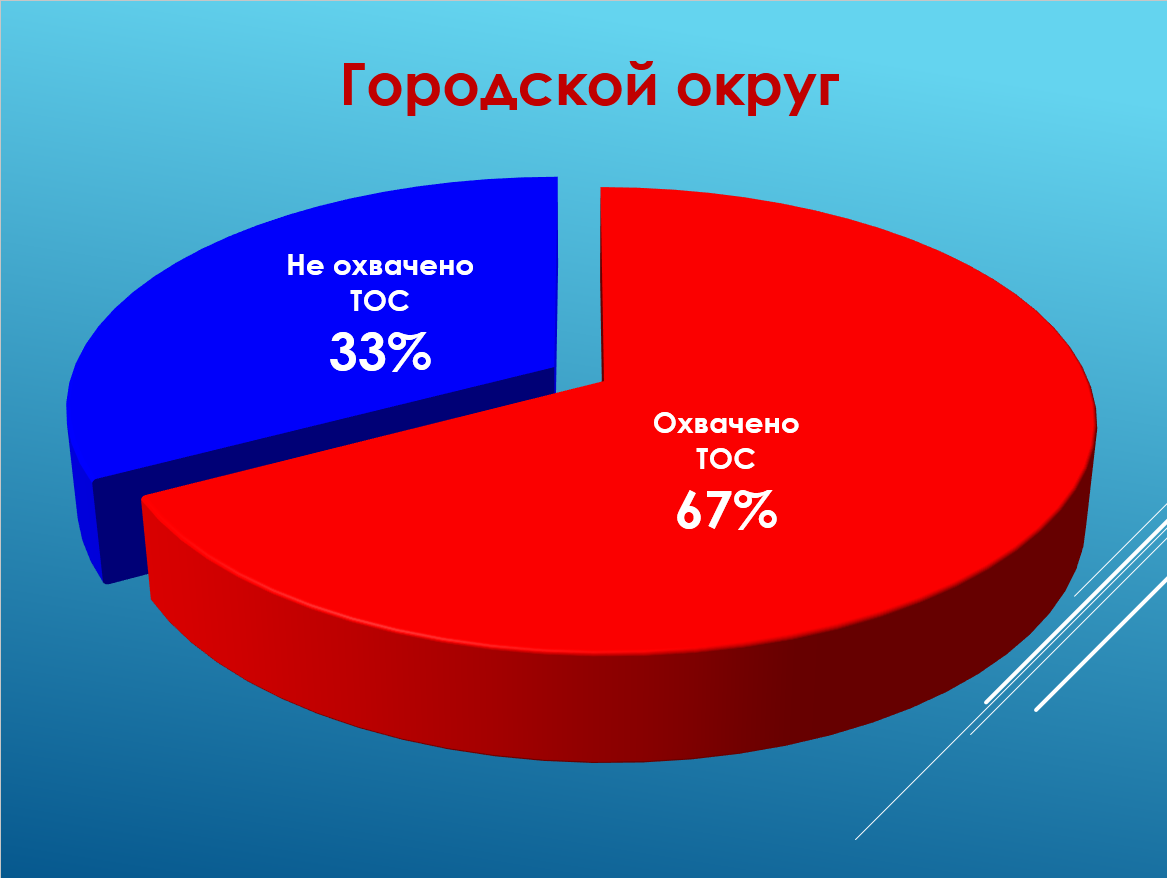 Городской округ
Не охвачено
ТОС
33%
Охвачено
ТОС
67%